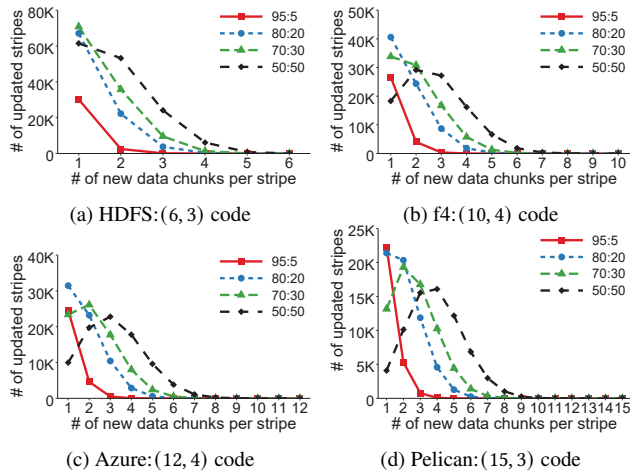 80K
60K
40K
20K
0
# of updated stripes
95:5
80:20
70:30
50:50
1 2 3 4 5 6
# of new data chunks per stripe
(a) HDFS:(6, 3) code
50K
40K
30K
20K
10K
0
# of updated stripes
95:5
80:20
70:30
50:50
1 2 3 4 5 6 7 8 9 10
# of new data chunks per stripe
(b) f4:(10, 4) code
40K
30K
20K
10K
0
# of updated stripes
95:5
80:20
70:30
50:50
1 2 3 4 5 6 7 8 9 10 11 12
# of new data chunks per stripe
(c) Azure:(12, 4) code
25K
20K
15K
10K
5K
0
# of updated stripes
95:5
80:20
70:30
50:50
1 2 3 4 5 6 7 8 9 10 11 12 13 14 15
# of new data chunks per stripe
(d) Pelican:(15, 3) code